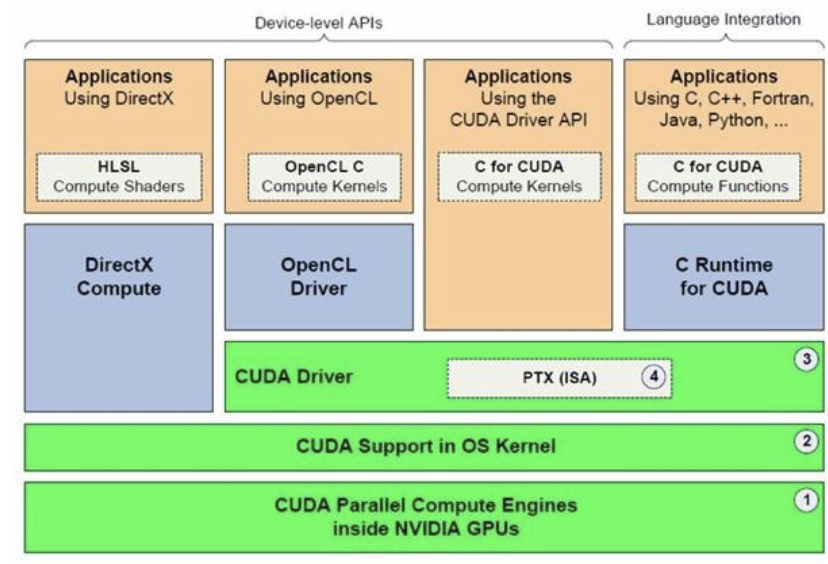 Device-level APIs
Language Integration
Applications
Using DirectX
HLSL
Compute Shaders
Applications
Using OpenCL
OpenCL C
Compute Kernels
Applications
Using the
CUDA Driver API
C for CUDA
Compute Kernels
Applications
Using C, C++, Fortran,
Java, Python, ...
C for CUDA
Compute Functions
DirectX
Compute
OpenCL
Driver
C Runtime
for CUDA
CUDA Driver
PTX (ISA)
4
3
CUDA Support in OS Kernel
2
CUDA Parallel Compute Engines
inside NVIDIA GPUs
1